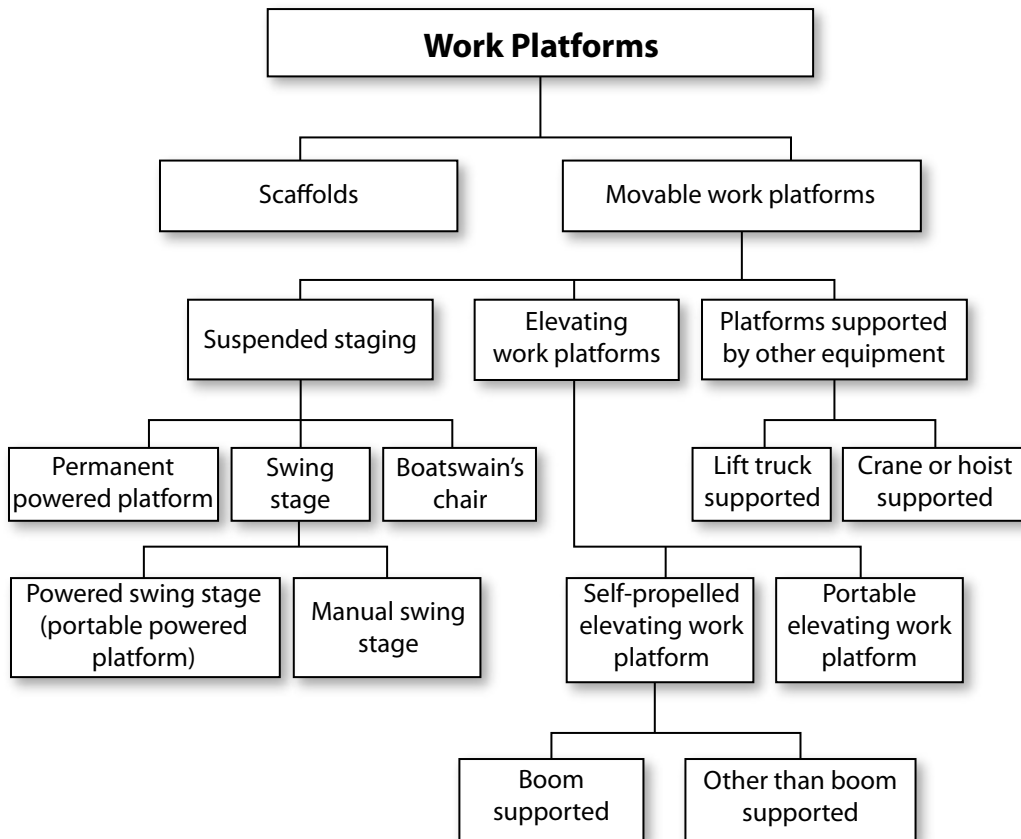 Work Platforms
Scaffolds
Movable work platforms
Suspended staging
Elevating
work platforms
Platforms supported
by other equipment
Permanent
powered platform
Swing
stage
Boatswain’s
chair
Lift truck
supported
Crane or hoist
supported
Powered swing stage
(portable powered
platform)
Manual swing
stage
Self-propelled
elevating work
platform
Portable
elevating work
platform
Boom
supported
Other than boom
supported